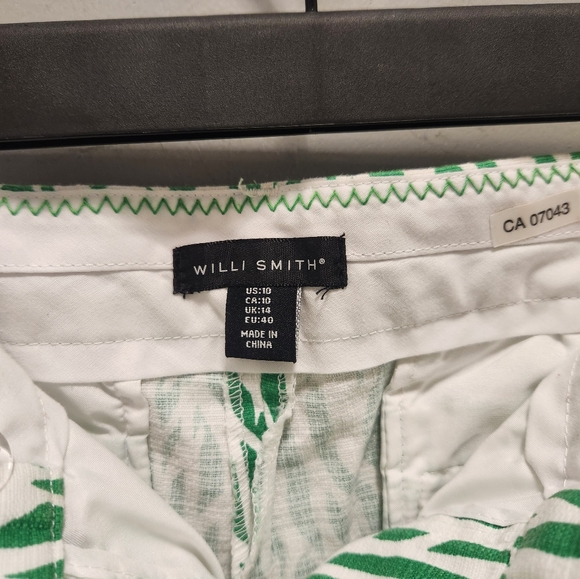 WILLI SMITH®
US:10
CA:10
UK:14
EU:40
MADE IN
CHINA
CA 07043